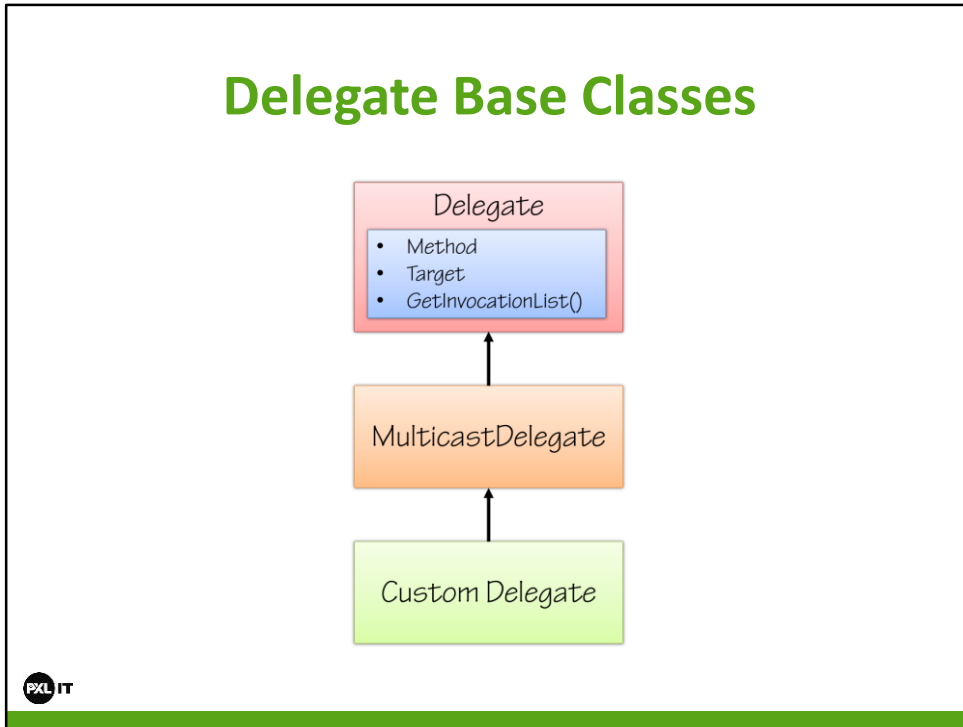 Delegate Base Classes
Delegate
• Method
• Target
• GetInvocationList()
MulticastDelegate
Custom Delegate
PXL IT